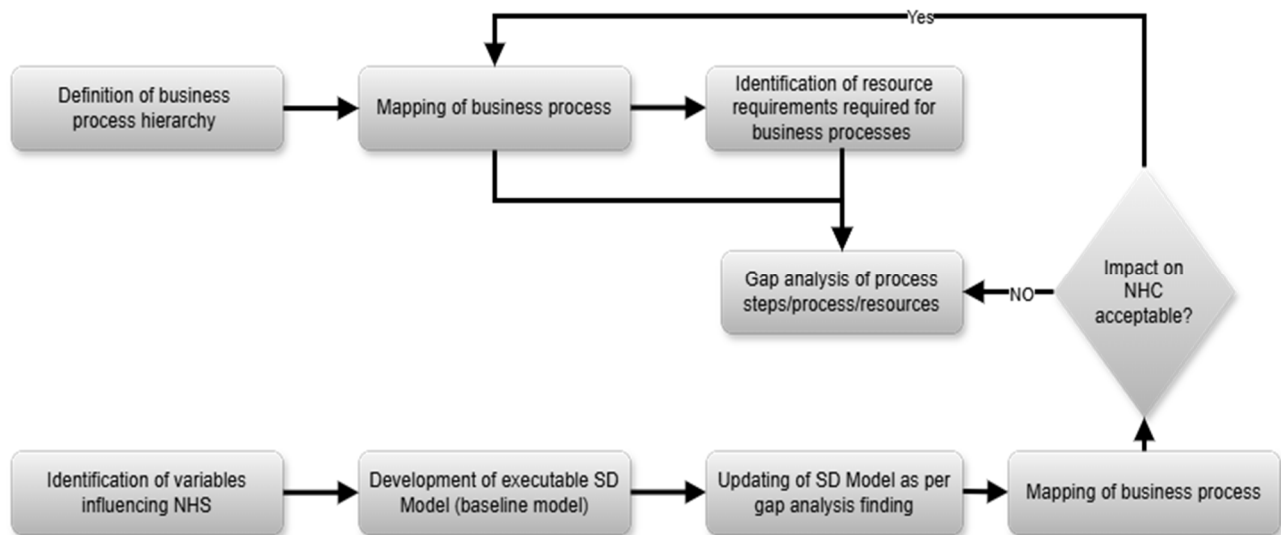 Yes
Definition of business
process hierarchy
Mapping of business process
Identification of resource
requirements required for
business processes
Gap analysis of process
steps/process/resources
NO
Impact on
NHC
acceptable?
Identification of variables
influencing NHS
Development of executable SD
Model (baseline model)
Updating of SD Model as per
gap analysis finding
Mapping of business process